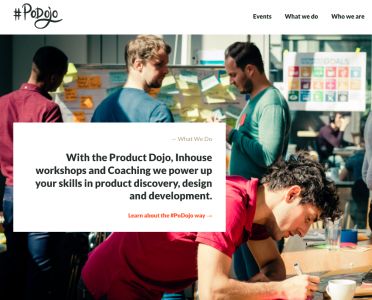 #PoDojo
Events What we do Who we are
GOALS
— What We Do
With the Product Dojo, Inhouse
workshops and Coaching we power up
your skills in product discovery, design
and development.
Learn about the #PoDojo way →